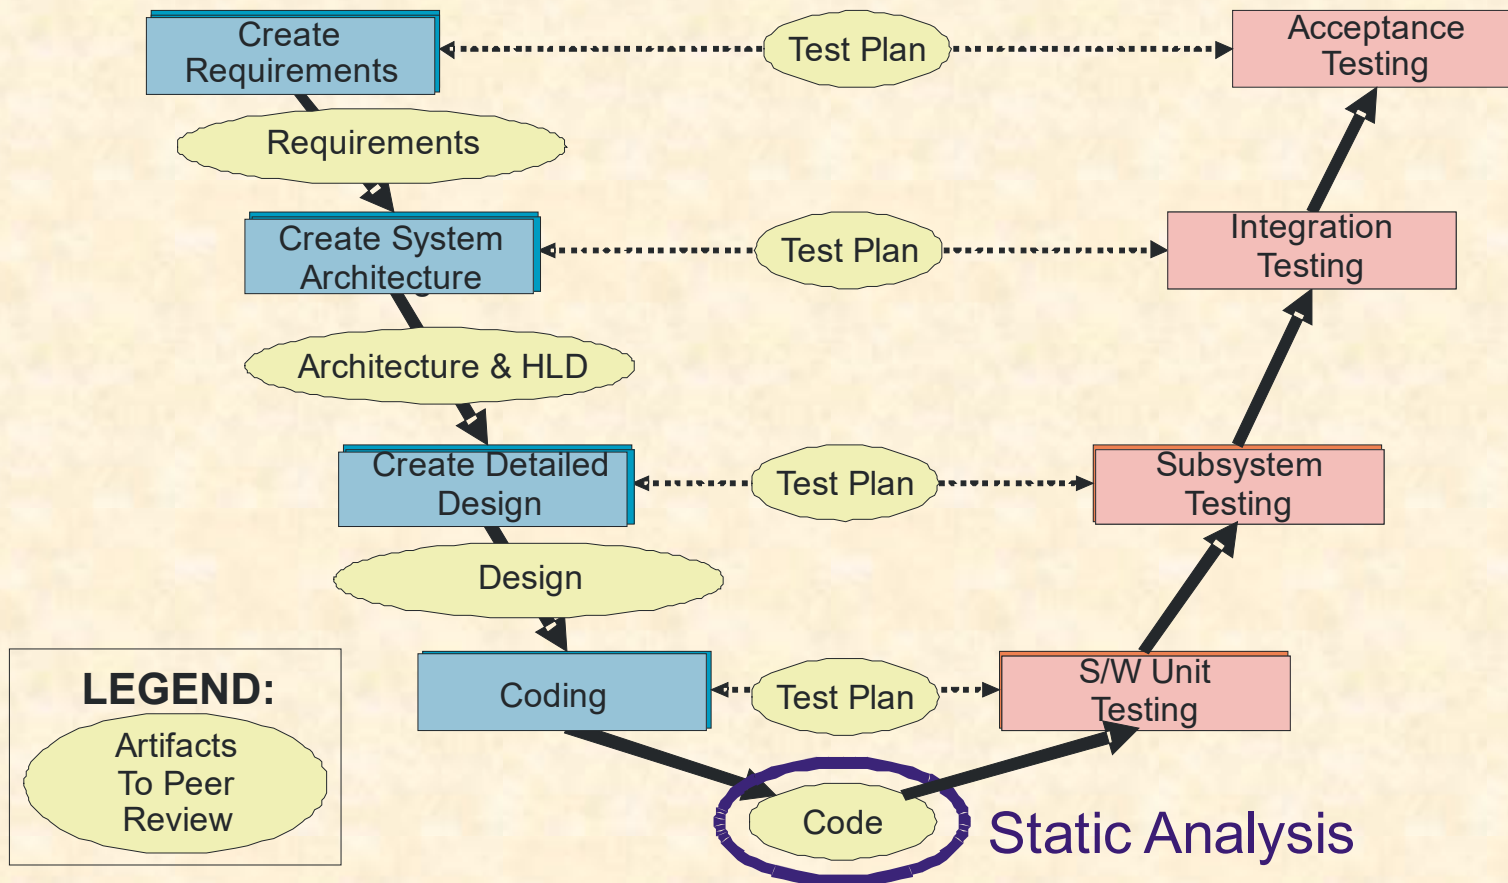 Create
Requirements
Test Plan
Acceptance
Testing
Requirements
Create System
Architecture
Test Plan
Integration
Testing
Architecture & HLD
Create Detailed
Design
Test Plan
Subsystem
Testing
Design
Coding
Test Plan
S/W Unit
Testing
LEGEND:
Artifacts
To Peer
Review
Code
Static Analysis